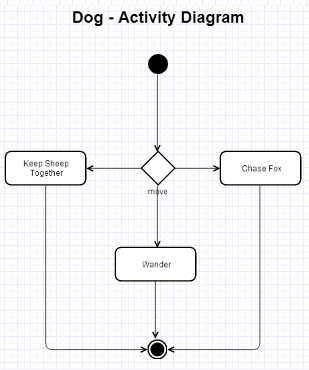 Dog - Activity Diagram
Keep Sheep
Together
Chase Fox
move
Wander